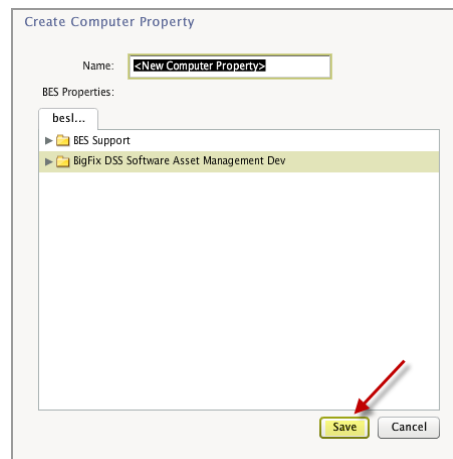 Create Computer Property
Name: <New Computer Property>
BES Properties:
besl...
BES Support
BigFix DSS Software Asset Management Dev
Save Cancel